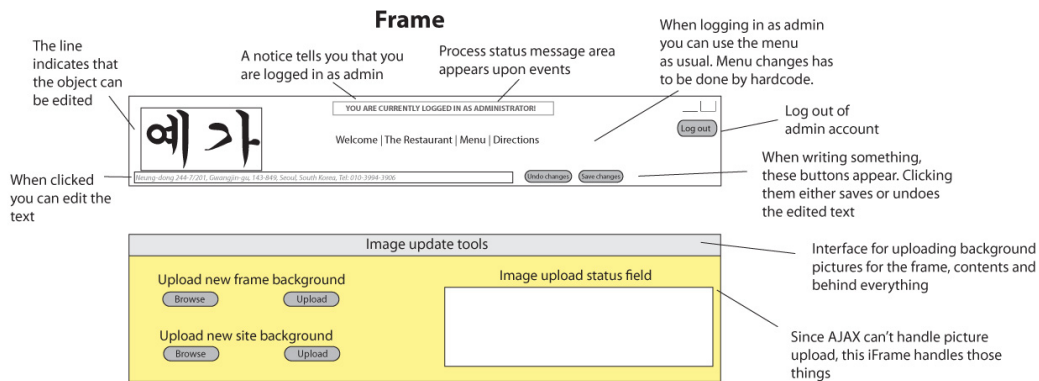 Frame
The line
indicates that
the object can
be edited
A notice tells you that you
are logged in as admin
Process status message area
appears upon events
When logging in as admin
you can use the menu
as usual. Menu changes has
to be done by hardcode.
YOU ARE CURRENTLY LOGGED IN AS ADMINISTRATOR!
예가
Welcome | The Restaurant | Menu | Directions
Log out
Log out of
admin account
When clicked
you can edit the
text
Neung-dong 244-7/201, Gwangjin-gu, 143-849, Seoul, South Korea, Tel: 010-3994-3906
Undo changes
Save changes
When writing something,
these buttons appear. Clicking
them either saves or undoes
the edited text
Image update tools
Interface for uploading background
pictures for the frame, contents and
behind everything
Upload new frame background
Browse
Upload
Image upload status field
Upload new site background
Browse
Upload
Since AJAX can't handle picture
upload, this iFrame handles those
things